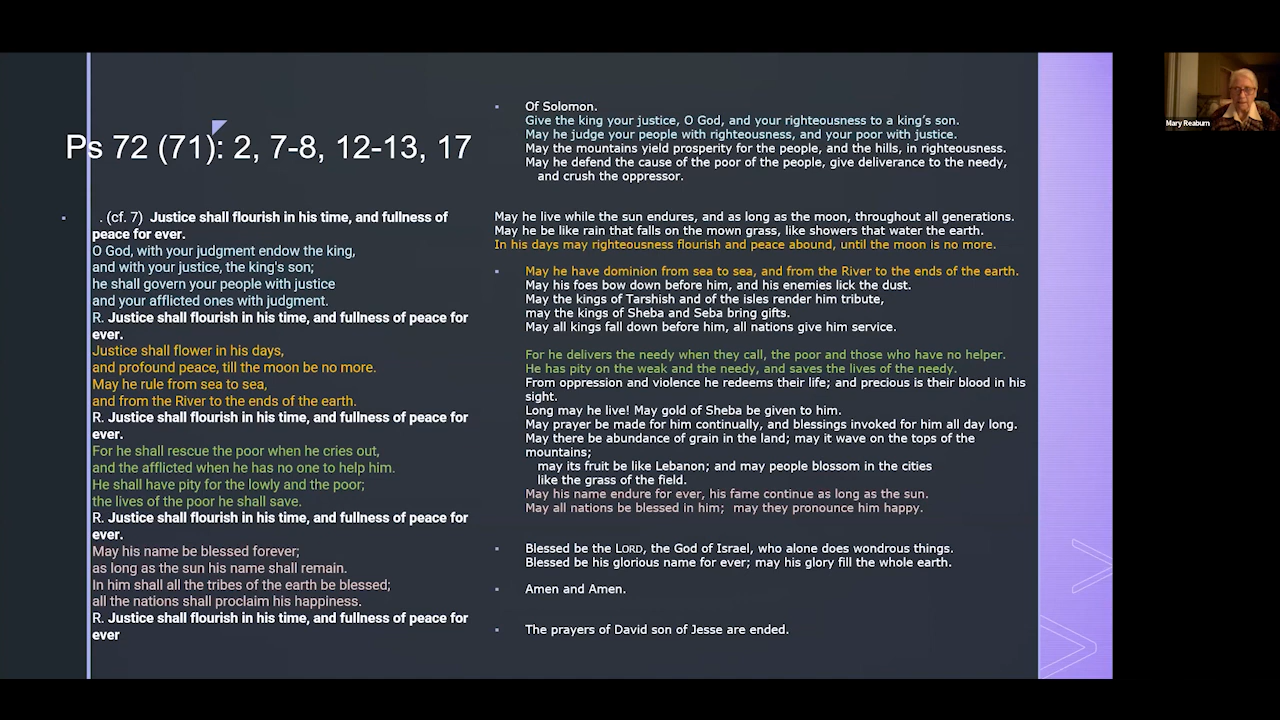 Ps 72 (71): 2, 7-8, 12-13, 17
. (cf. 7) Justice shall flourish in his time, and fullness of
peace for ever.
O God, with your judgment endow the king,
and with your justice, the king's son;
he shall govern your people with justice
and your afflicted ones with judgment.
R. Justice shall flourish in his time, and fullness of peace for
ever.
Justice shall flower in his days,
and profound peace, till the moon be no more.
May he rule from sea to sea,
and from the River to the ends of the earth.
R. Justice shall flourish in his time, and fullness of peace for
ever.
For he shall rescue the poor when he cries out,
and the afflicted when he has no one to help him.
He shall have pity for the lowly and the poor;
the lives of the poor he shall save.
R. Justice shall flourish in his time, and fullness of peace for
ever.
May his name be blessed forever;
as long as the sun his name shall remain.
In him shall all the tribes of the earth be blessed;
all the nations shall proclaim his happiness.
R. Justice shall flourish in his time, and fullness of peace for
ever
Of Solomon.
Give the king your justice, O God, and your righteousness to a king’s son.
May he judge your people with righteousness, and your poor with justice.
May the mountains yield prosperity for the people, and the hills, in righteousness.
May he defend the cause of the poor of the people, give deliverance to the needy,
and crush the oppressor.
May he live while the sun endures, and as long as the moon, throughout all generations.
May he be like rain that falls on the mown grass, like showers that water the earth.
In his days may righteousness flourish and peace abound, until the moon is no more.
May he have dominion from sea to sea, and from the River to the ends of the earth.
May his foes bow down before him, and his enemies lick the dust.
May the kings of Tarshish and of the isles render him tribute,
may the kings of Sheba and Seba bring gifts.
May all kings fall down before him, all nations give him service.
For he delivers the needy when they call, the poor and those who have no helper.
He has pity on the weak and the needy, and saves the lives of the needy.
From oppression and violence he redeems their life; and precious is their blood in his
sight.
Long may he live! May gold of Sheba be given to him.
May prayer be made for him continually, and blessings invoked for him all day long.
May there be abundance of grain in the land; may it wave on the tops of the
mountains;
may its fruit be like Lebanon; and may people blossom in the cities
like the grass of the field.
May his name endure for ever, his fame continue as long as the sun.
May all nations be blessed in him; may they pronounce him happy.
Blessed be the LORD, the God of Israel, who alone does wondrous things.
Blessed be his glorious name for ever; may his glory fill the whole earth.
Amen and Amen.
The prayers of David son of Jesse are ended.
Mary Reaburn